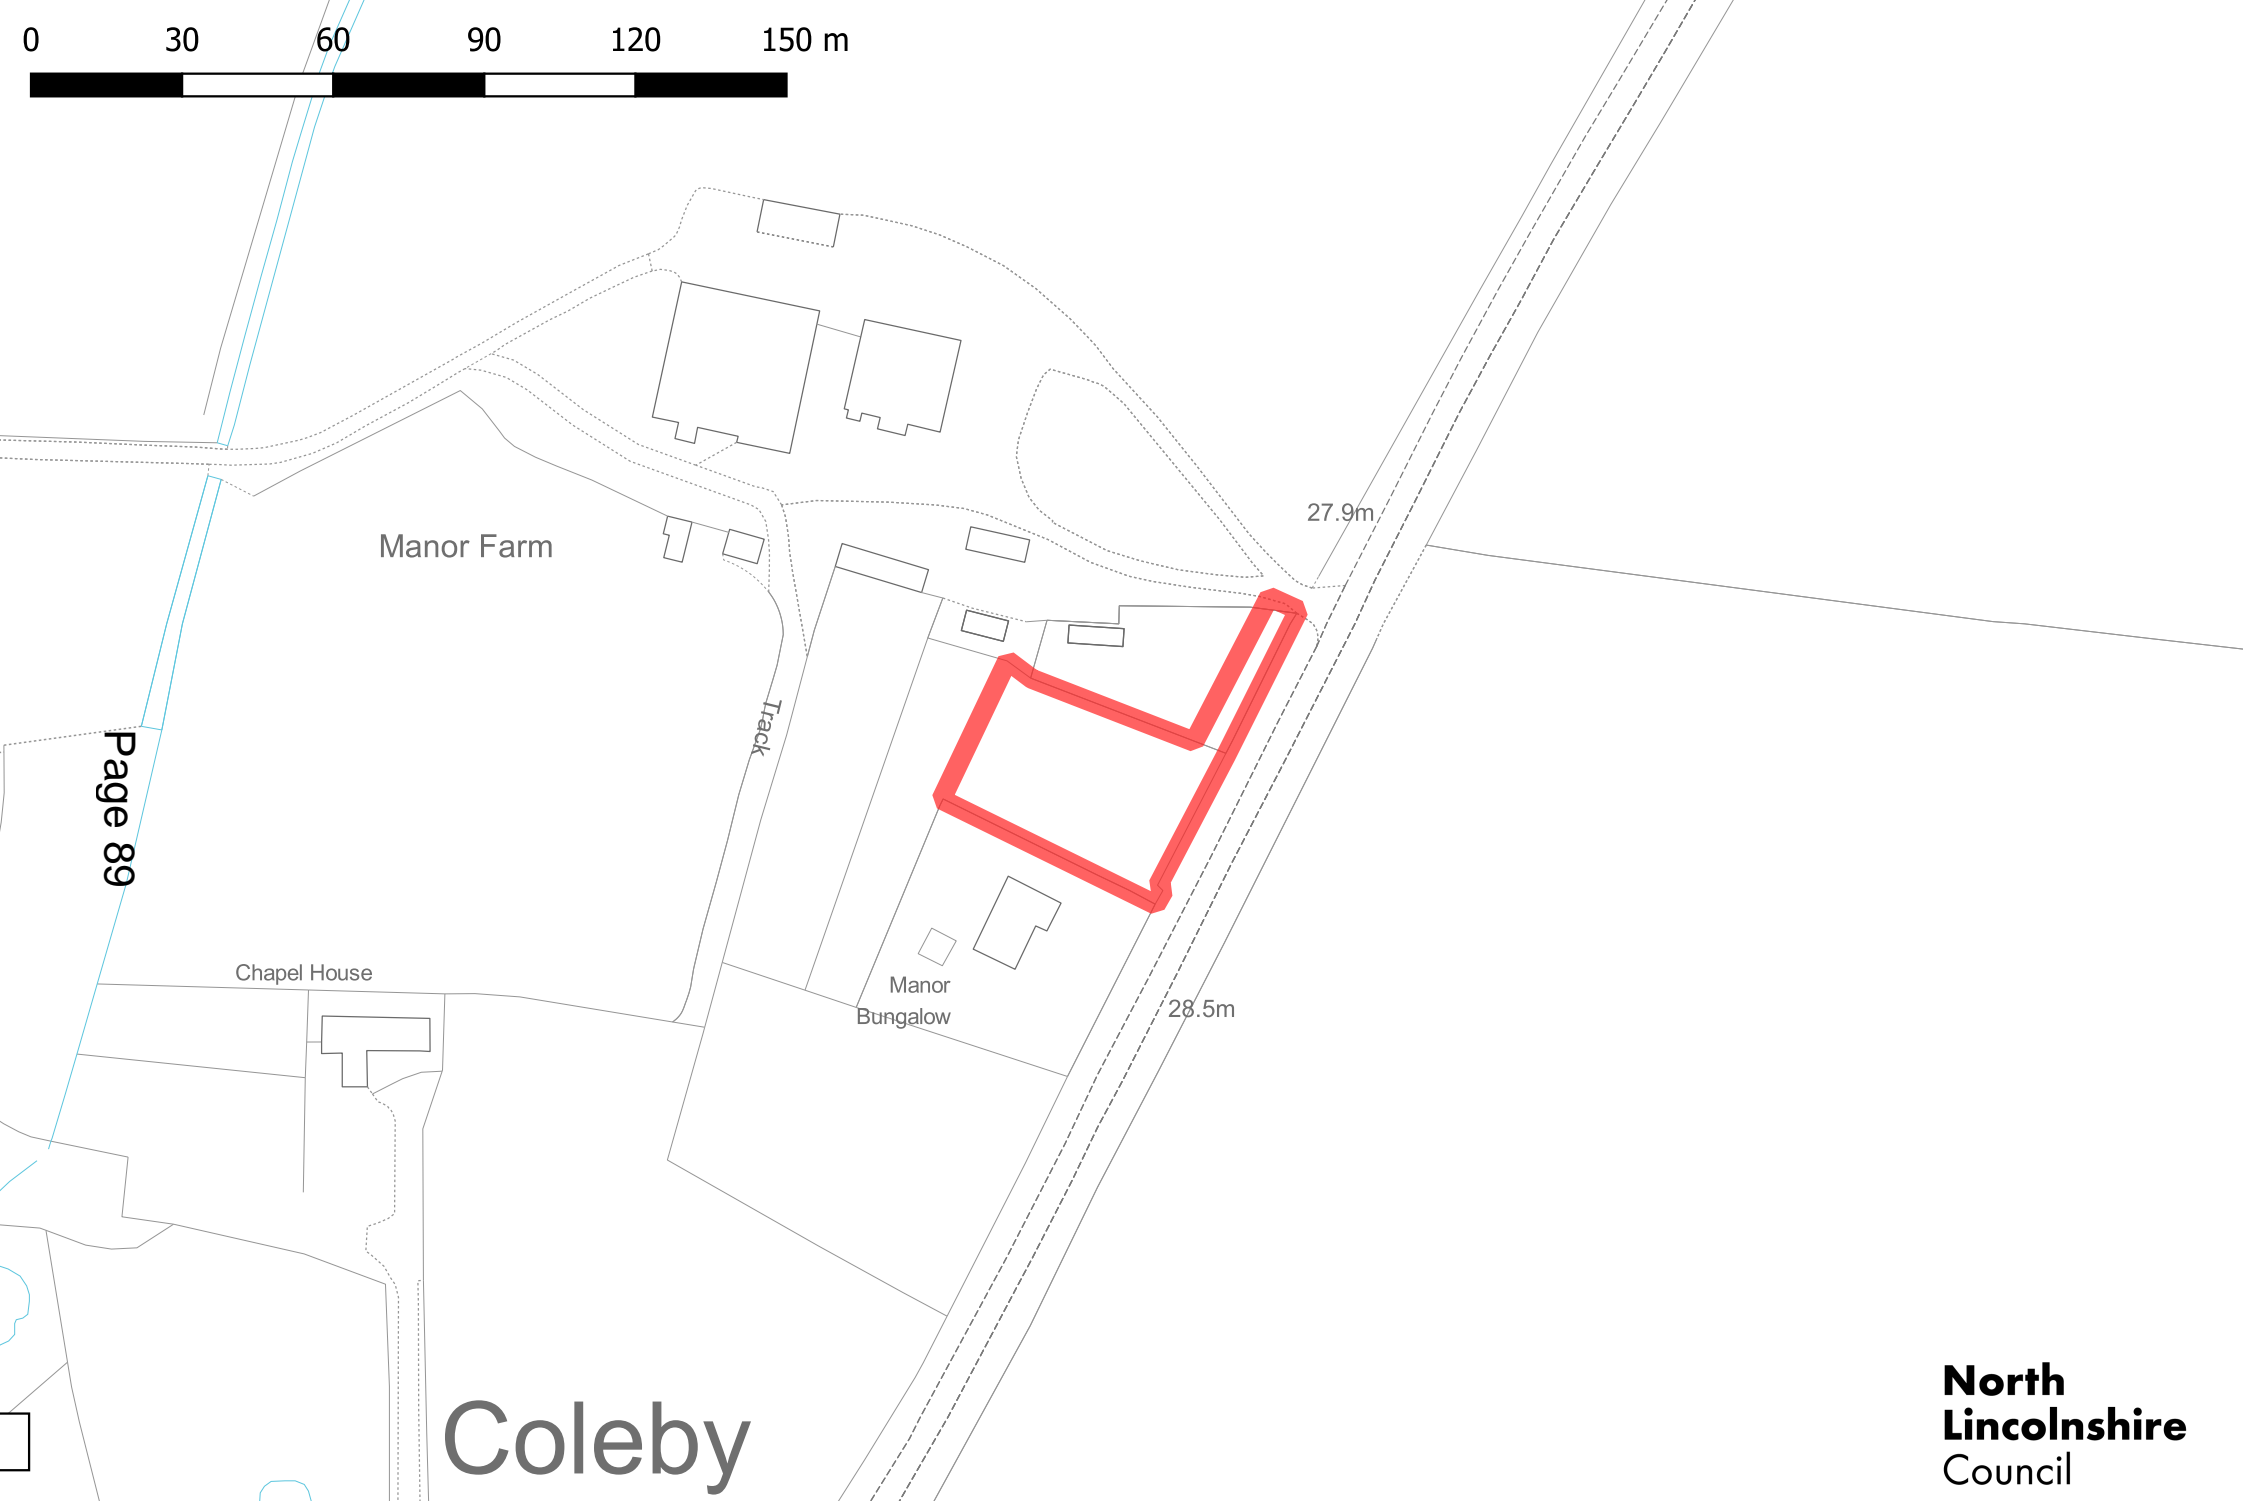 0 30 60 90 120 150 m
27.9m
Manor Farm
Track
Page 89
Chapel House
Manor
Bungalow
28.5m
Coleby
North
Lincolnshire
Council